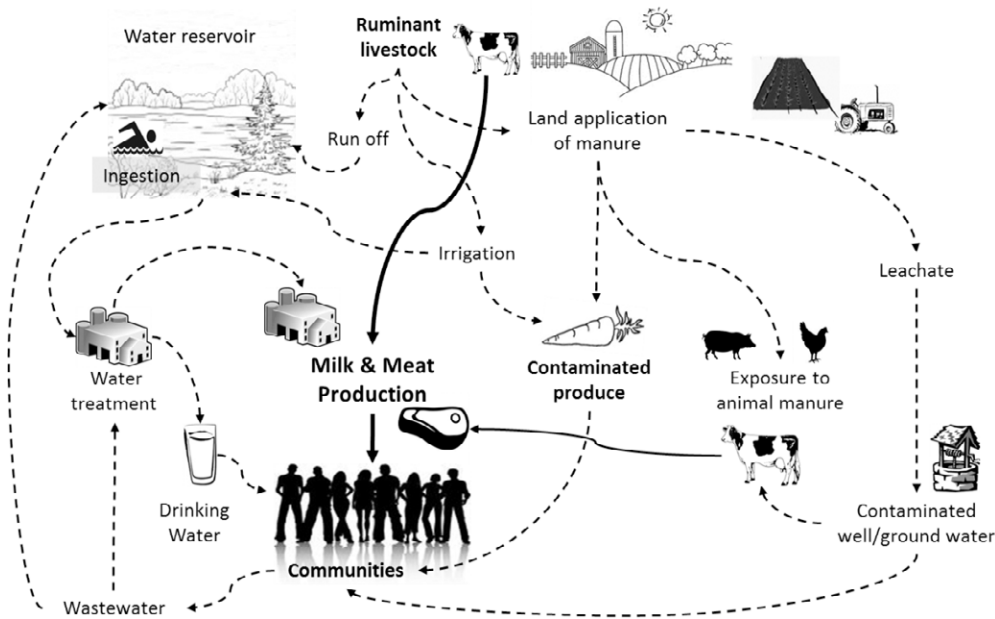 Water reservoir
Ruminant
livestock
Run off
Land application
of manure
Ingestion
Irrigation
Leachate
Water
treatment
Milk & Meat
Production
Contaminated
produce
Exposure to
animal manure
Drinking
Water
Contaminated
well/ground water
Communities
Wastewater